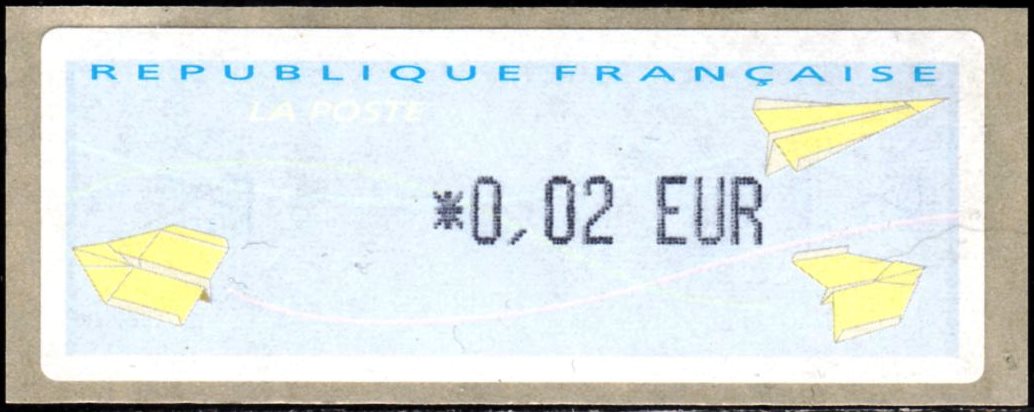 REPUBLIQUE FRANÇAISE
LA POSTE
*0,02 EUR